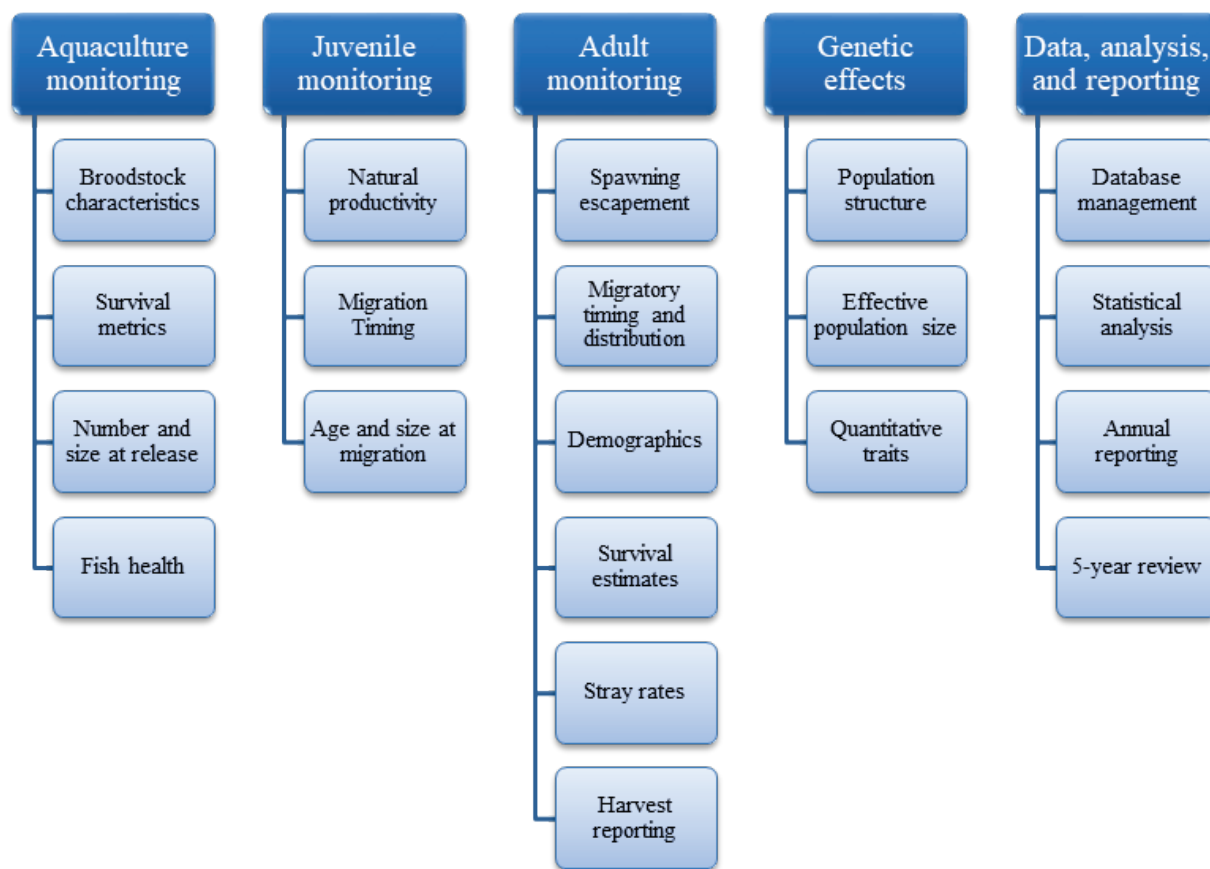 Aquaculture
monitoring
Broodstock
characteristics
Survival
metrics
Number and
size at release
Fish health
Juvenile
monitoring
Natural
productivity
Migration
Timing
Age and size at
migration
Adult
monitoring
Spawning
escapement
Migratory
timing and
distribution
Demographics
Survival
estimates
Stray rates
Harvest
reporting
Genetic
effects
Population
structure
Effective
population size
Quantitative
traits
Data, analysis,
and reporting
Database
management
Statistical
analysis
Annual
reporting
5-year review